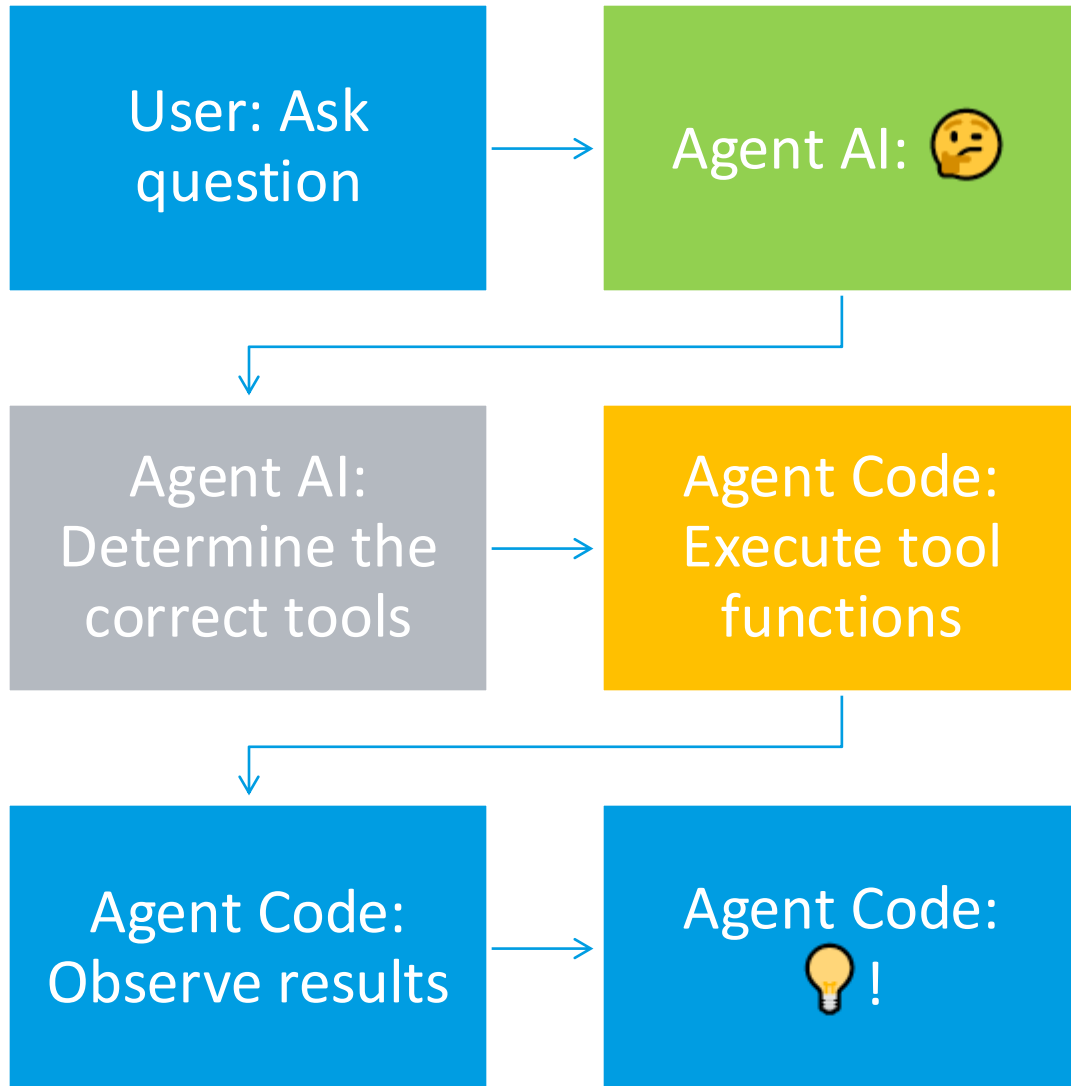 User: Ask
question
Agent AI: 🤔
Agent AI:
Determine the
correct tools
Agent Code:
Execute tool
functions
Agent Code:
Observe results
Agent Code:
💡!